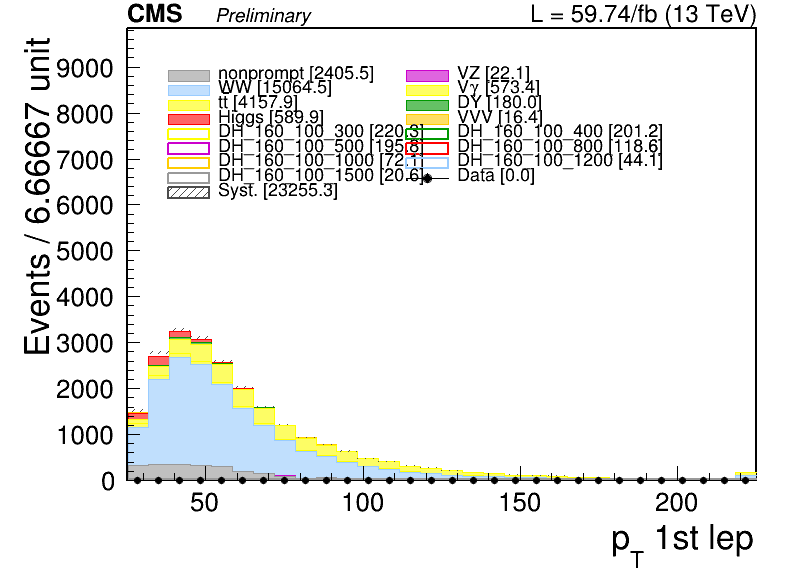 CMS Preliminary L = 59.74/fb (13 TeV)
Events / 6.66667 unit
9000
8000
7000
6000
5000
4000
3000
2000
1000
0
nonprompt [2405.5] VZ [22.1]
WW [15064.5] Vγ [573.4]
tt [4157.9] DY [180.0]
Higgs [589.9] VVV [16.4]
DH_160_100_300 [220.3] DH_160_100_400 [201.2]
DH_160_100_500 [195.8] DH_160_100_800 [118.6]
DH_160_100_1000 [72.1] DH_160_100_1200 [44.1]
DH_160_100_1500 [20.6] Data [0.0]
Syst. [23255.3]
50 100 150 200
p_T 1st lep